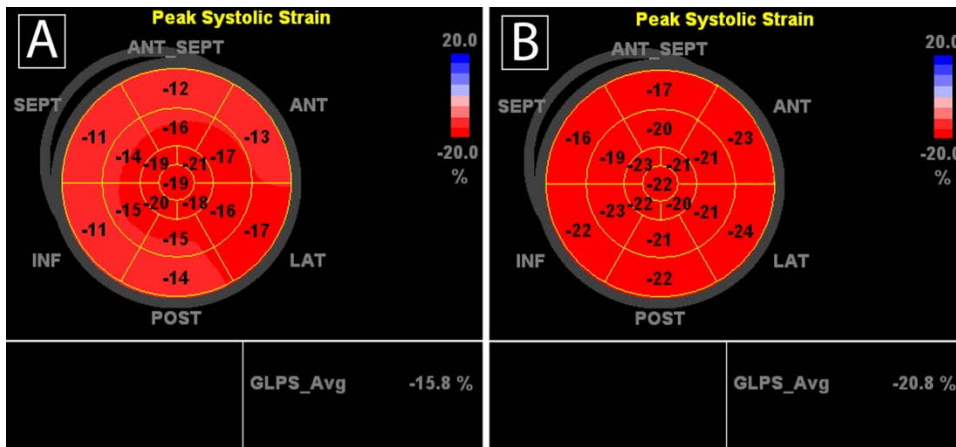 A
Peak Systolic Strain
ANT_SEPT
20.0
SEPT
ANT
-12
-11
-13
-16
-14
-17
-19
-21
-20.0
-19
%
-20
-18
-15
-16
-11
-17
-15
INF
LAT
-14
POST
GLPS_Avg -15.8 %
B
Peak Systolic Strain
ANT_SEPT
20.0
SEPT
ANT
-17
-16
-23
-20
-19
-21
-23
-21
-20.0
-22
%
-22
-20
-23
-21
-22
-24
-21
INF
LAT
-22
POST
GLPS_Avg -20.8 %